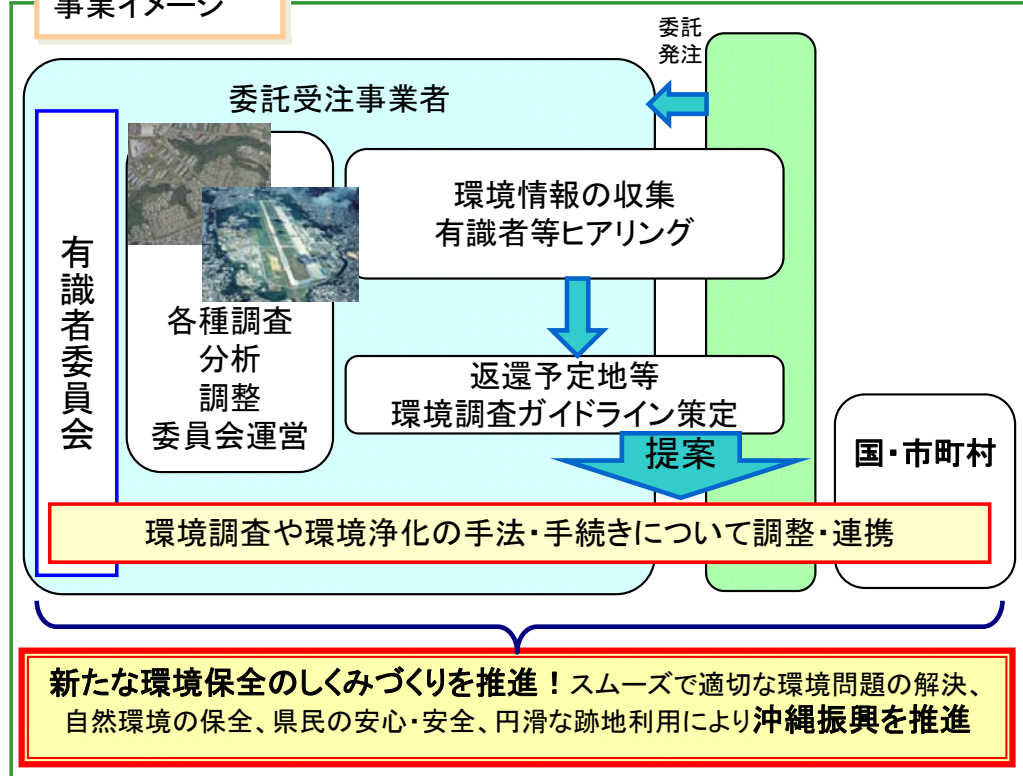 事業イメージ
委託
発注
委託受注事業者
有識者委員会
環境情報の収集
有識者等ヒアリング
各種調査
分析
調整
委員会運営
返還予定地等
環境調査ガイドライン策定
提案
国・市町村
環境調査や環境浄化の手法・手続きについて調整・連携
新たな環境保全のしくみづくりを推進！スムーズで適切な環境問題の解決、
自然環境の保全、県民の安心・安全、円滑な跡地利用により沖縄振興を推進